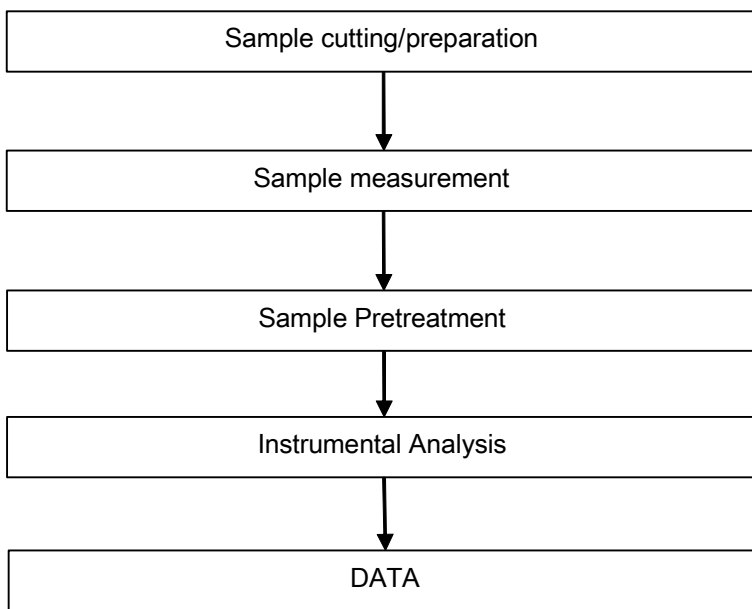 Sample cutting/preparation
Sample measurement
Sample Pretreatment
Instrumental Analysis
DATA